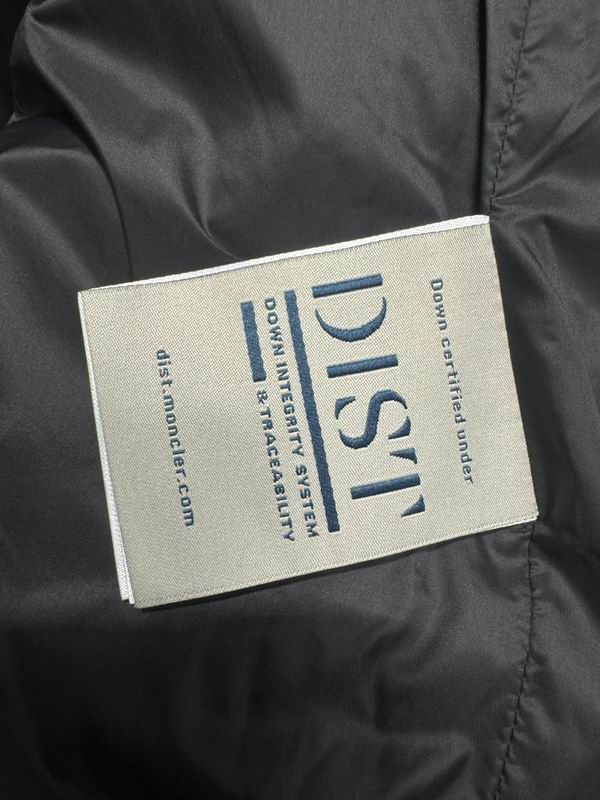 Down certified under
DIST
DOWN INTEGRITY SYSTEM
& TRACEABILITY
dist.moncler.com